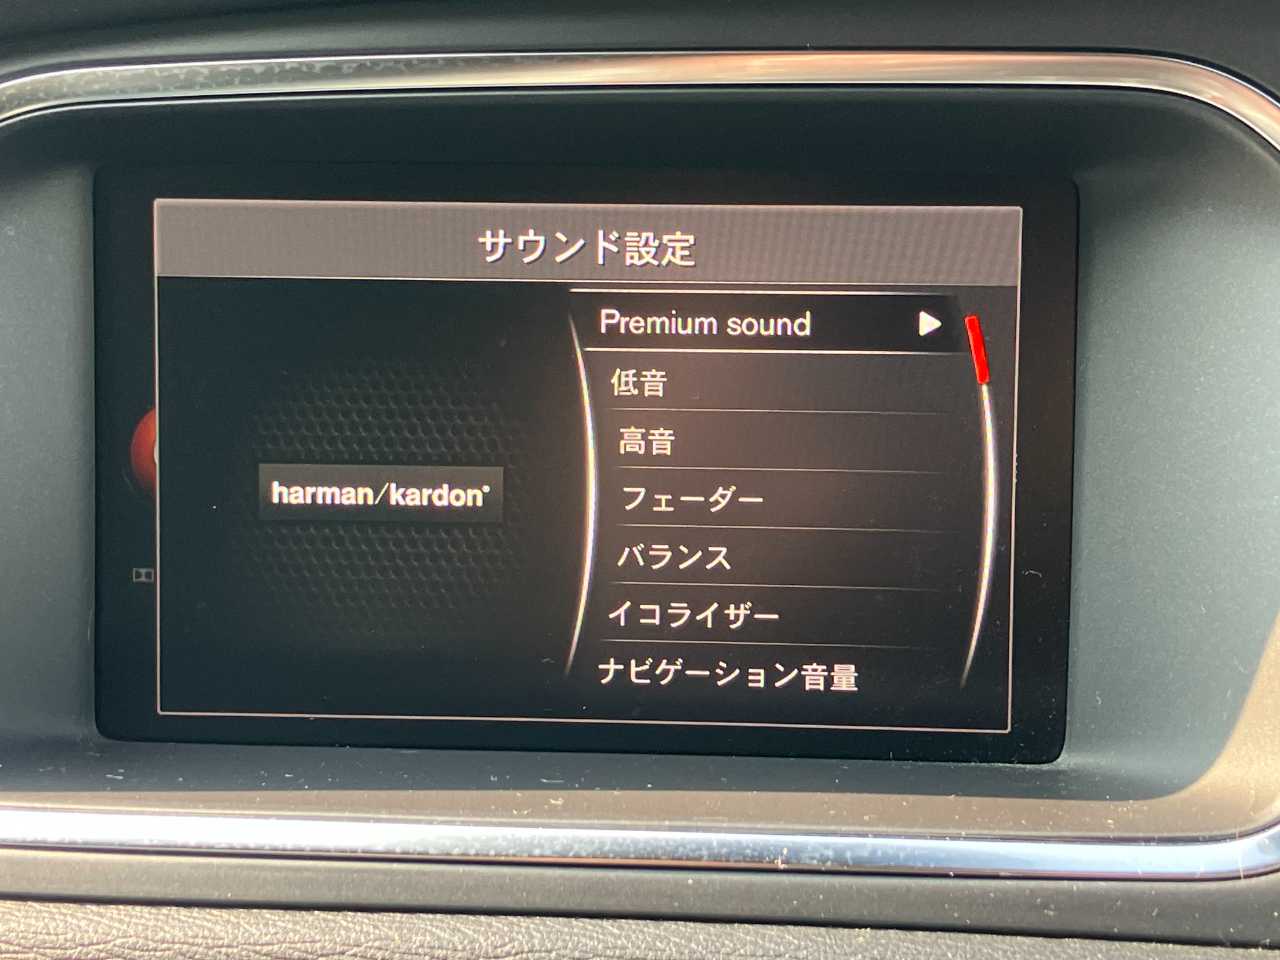 サウンド設定
Premium sound
低音
高音
フェーダー
バランス
イコライザー
ナビゲーション音量
harman/kardon®